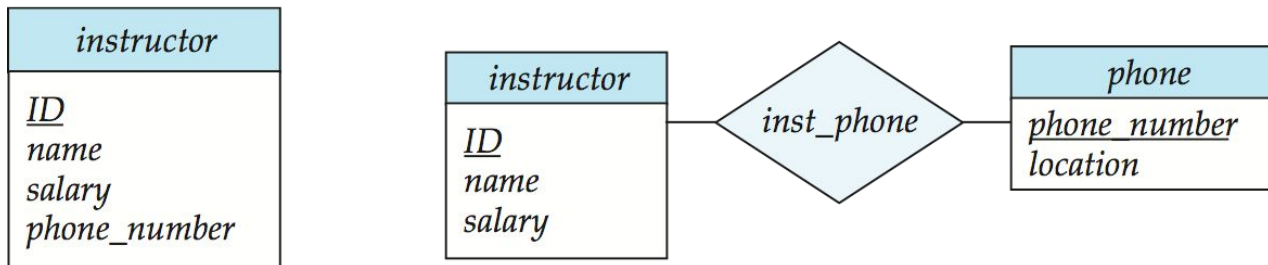 instructor
ID
name
salary
phone_number
instructor
ID
name
salary
inst_phone
phone
phone_number
location